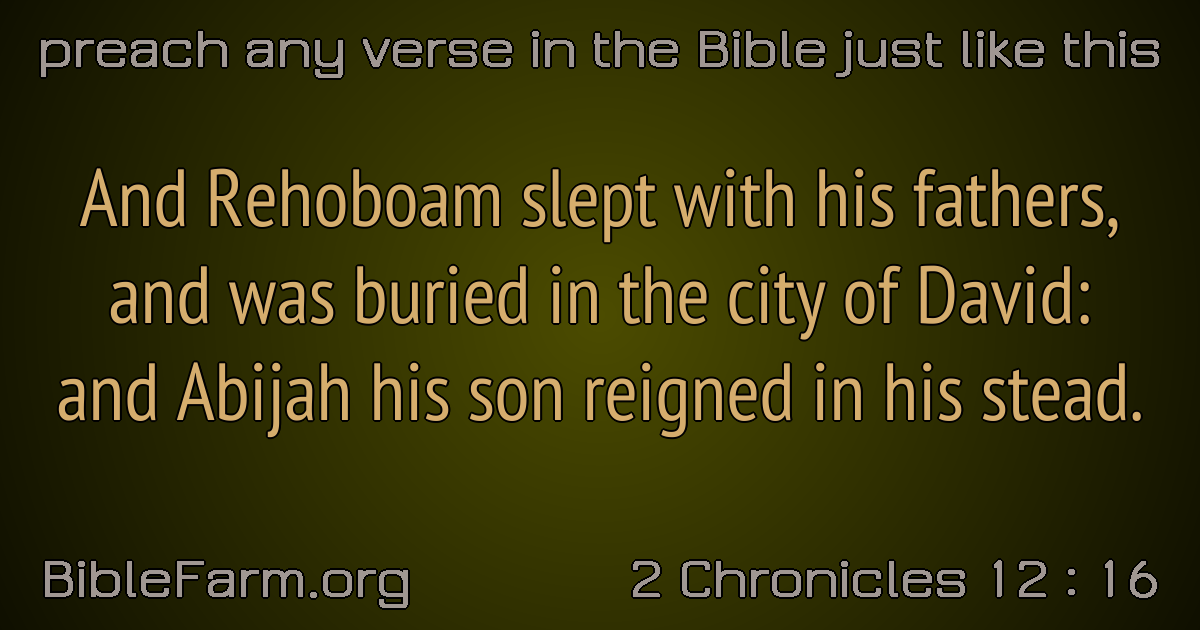 preach any verse in the Bible just like this
And Rehoboam slept with his fathers,
and was buried in the city of David:
and Abijah his son reigned in his stead.
BibleFarm.org
2 Chronicles 12 : 16